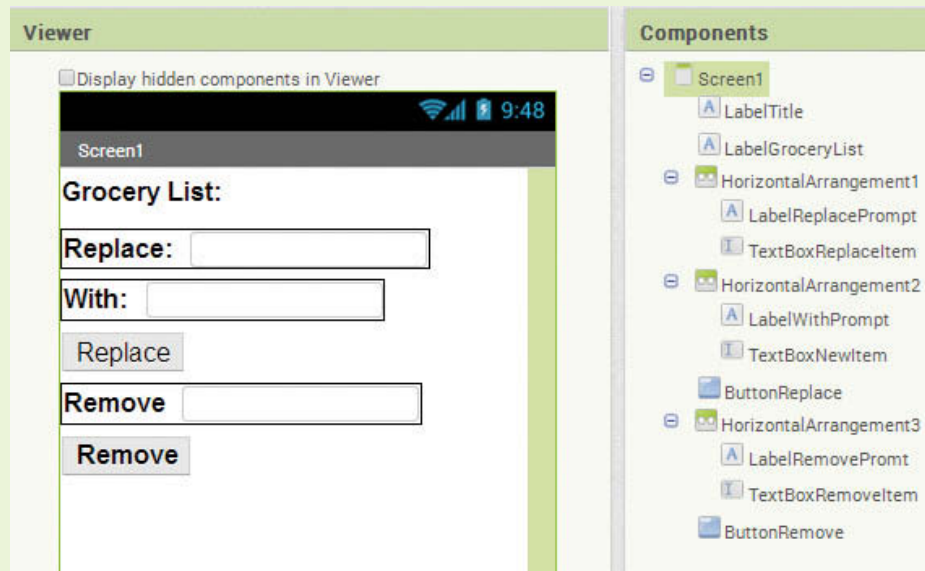 Viewer
Display hidden components in Viewer
9:48
Screen1
Grocery List:
Replace:
With:
Replace
Remove
Remove
Components
Screen1
A LabelTitle
A LabelGroceryList
HorizontalArrangement1
A LabelReplacePrompt
I TextBoxReplaceItem
HorizontalArrangement2
A LabelWithPrompt
I TextBoxNewItem
ButtonReplace
HorizontalArrangement3
A LabelRemovePromt
I TextBoxRemoveItem
ButtonRemove